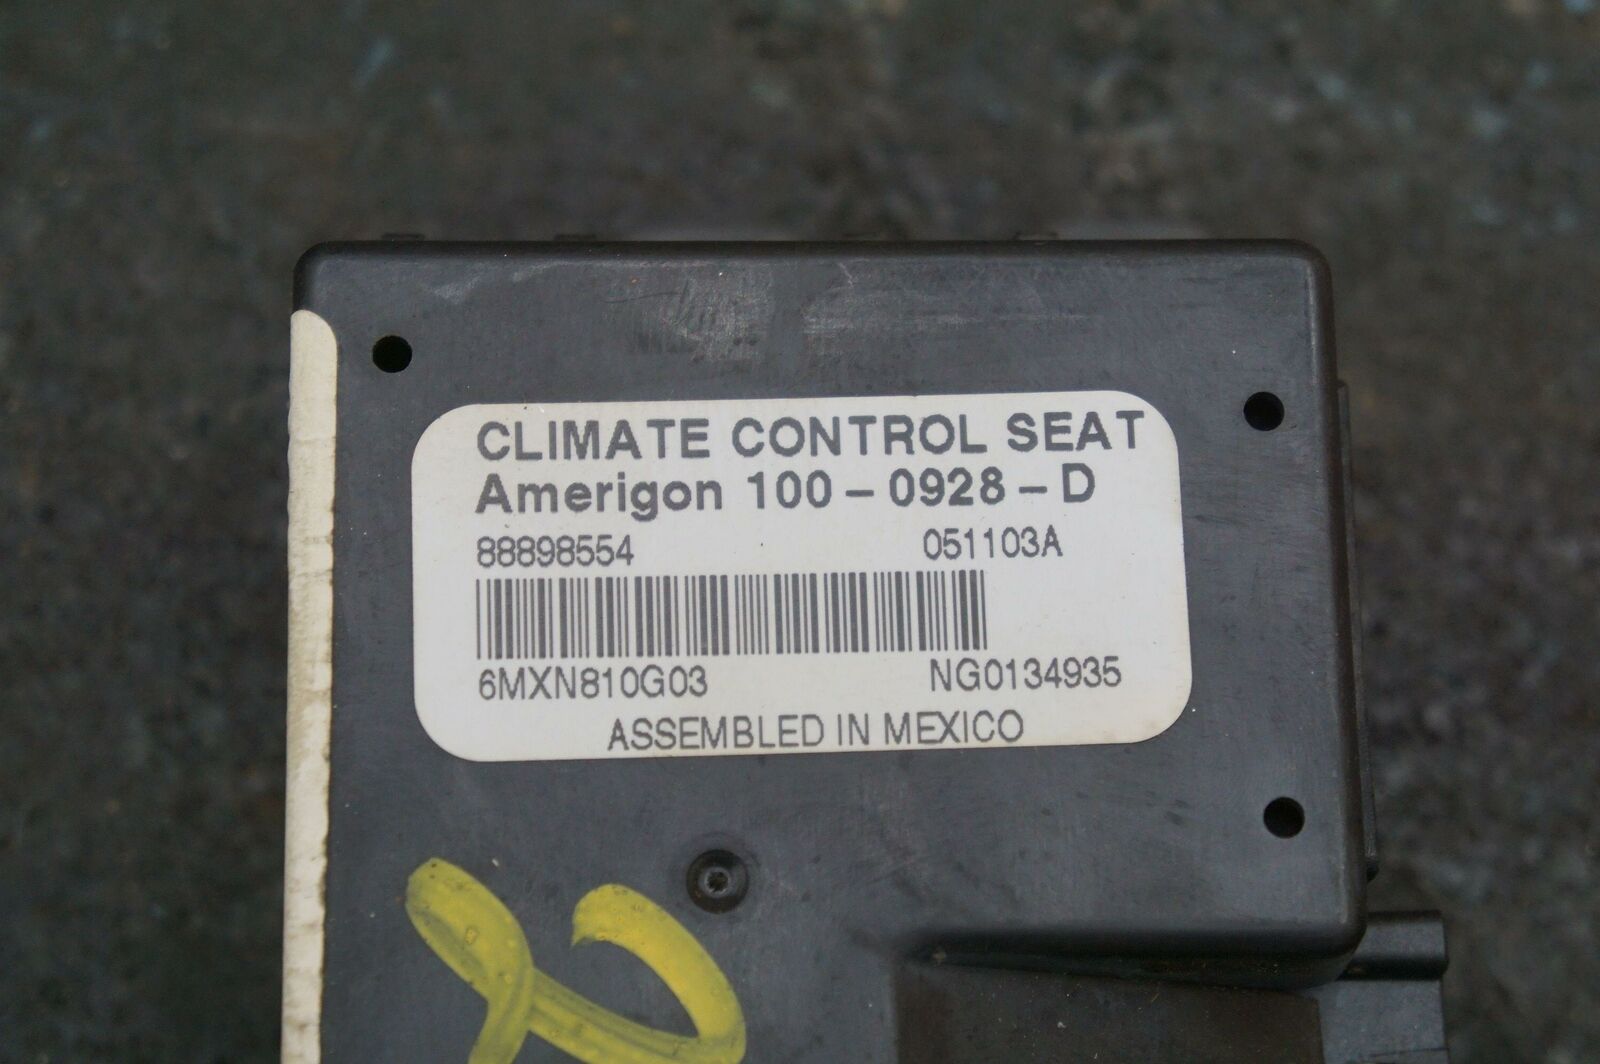 CLIMATE CONTROL SEAT
Amerigon 100-0928-D
88898554 051103A
6MXN810G03 NG0134935
ASSEMBLED IN MEXICO